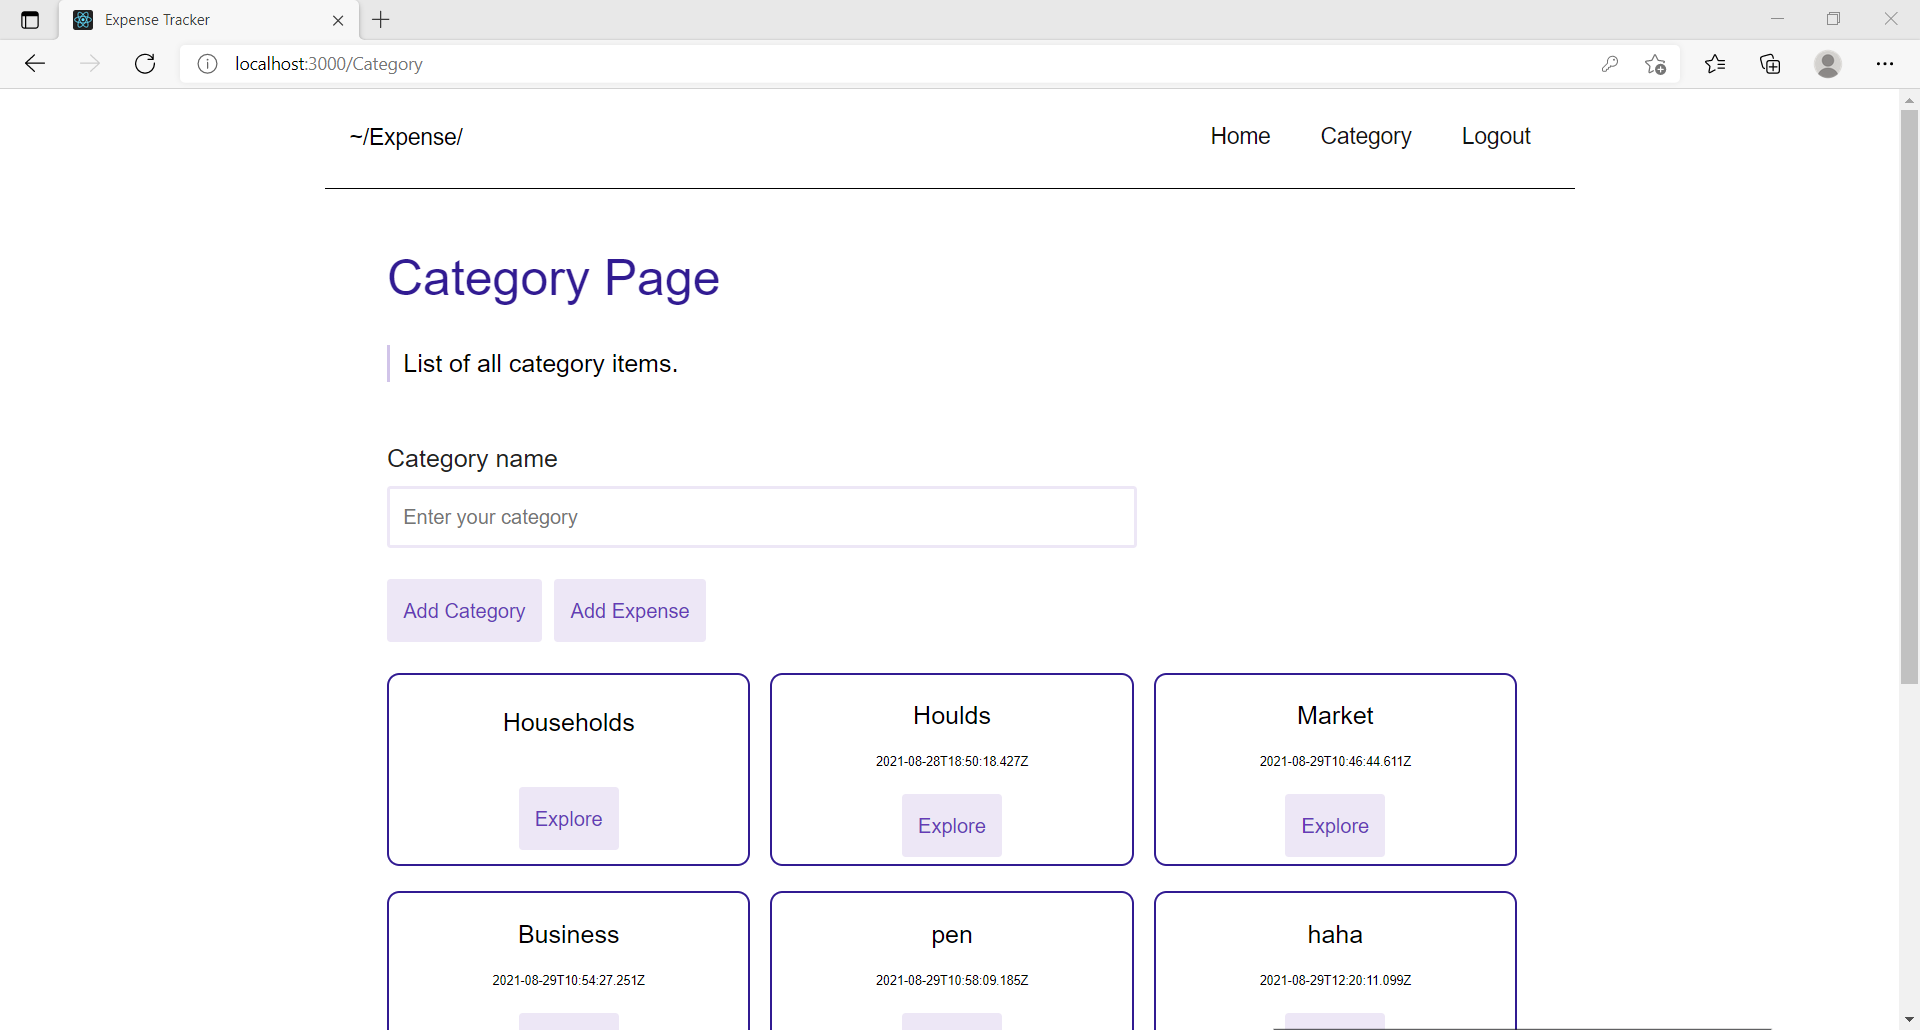 Expense Tracker
localhost:3000/Category
~/Expense/ Home Category Logout
Category Page
List of all category items.
Category name
Enter your category
Add Category Add Expense
Households Houlds Market
2021-08-28T18:50:18.427Z 2021-08-29T10:46:44.611Z
Explore Explore Explore
Business pen haha
2021-08-29T10:54:27.251Z 2021-08-29T10:58:09.185Z 2021-08-29T12:20:11.099Z